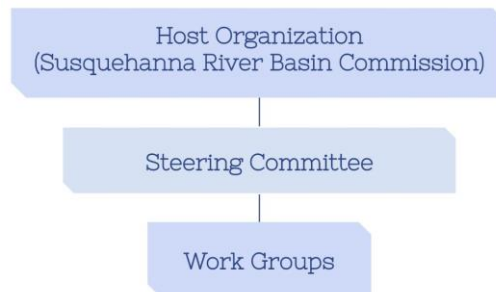 Host Organization
(Susquehanna River Basin Commission)
Steering Committee
Work Groups